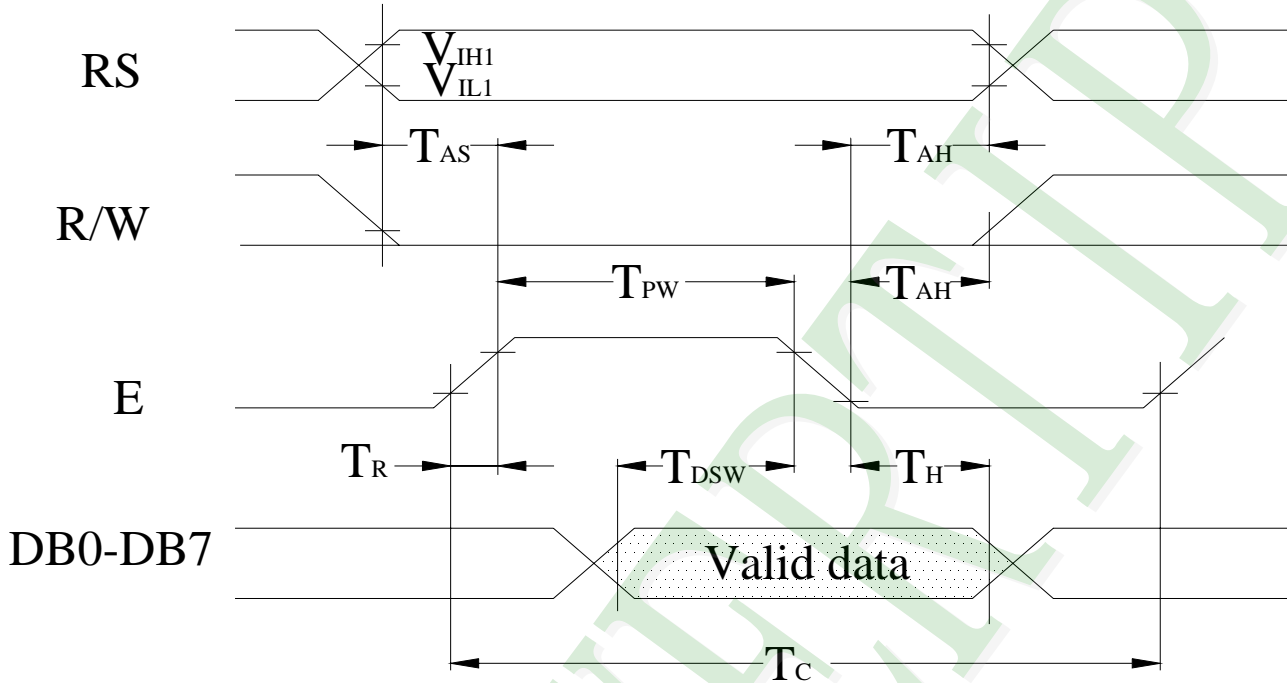 RS
VIH1
VIL1
TAS
TAH
R/W
TPW
TAH
E
TR
TDSW
TH
DB0-DB7
Valid data
TC